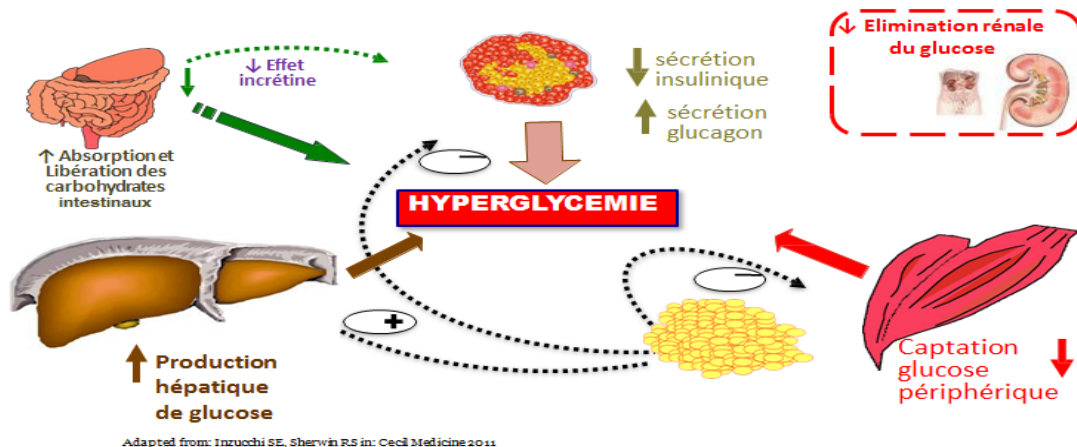 ↓ Effet
incrétine
↓ sécrétion
insulinique
↑ sécrétion
glucagon
↓ Elimination rénale
du glucose
↑ Absorption et
Libération des
carbohydrates
intestinaux
HYPERGLYCEMIE
−
−
+
↑ Production
hépatique
de glucose
Captation
glucose
périphérique ↓
Adapted from: Inzucchi SE, Sherwin RS in: Cecil Medicine 2011